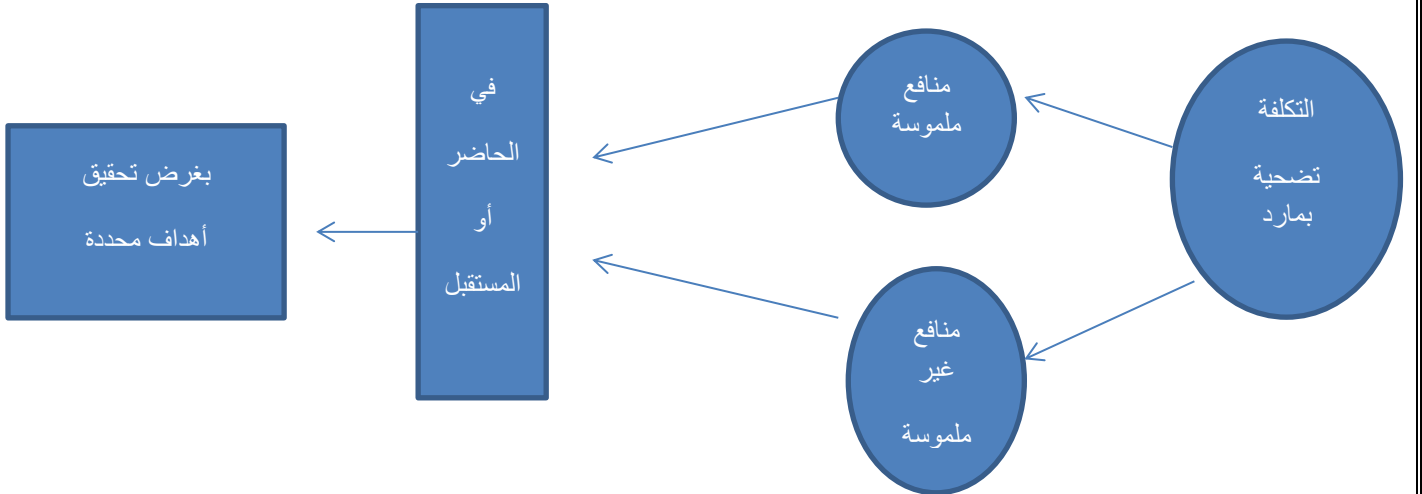 التكلفة
تضحية
بمارد
منافع
ملموسة
منافع
غير
ملموسة
في
الحاضر
أو
المستقبل
بغرض تحقيق
أهداف محددة